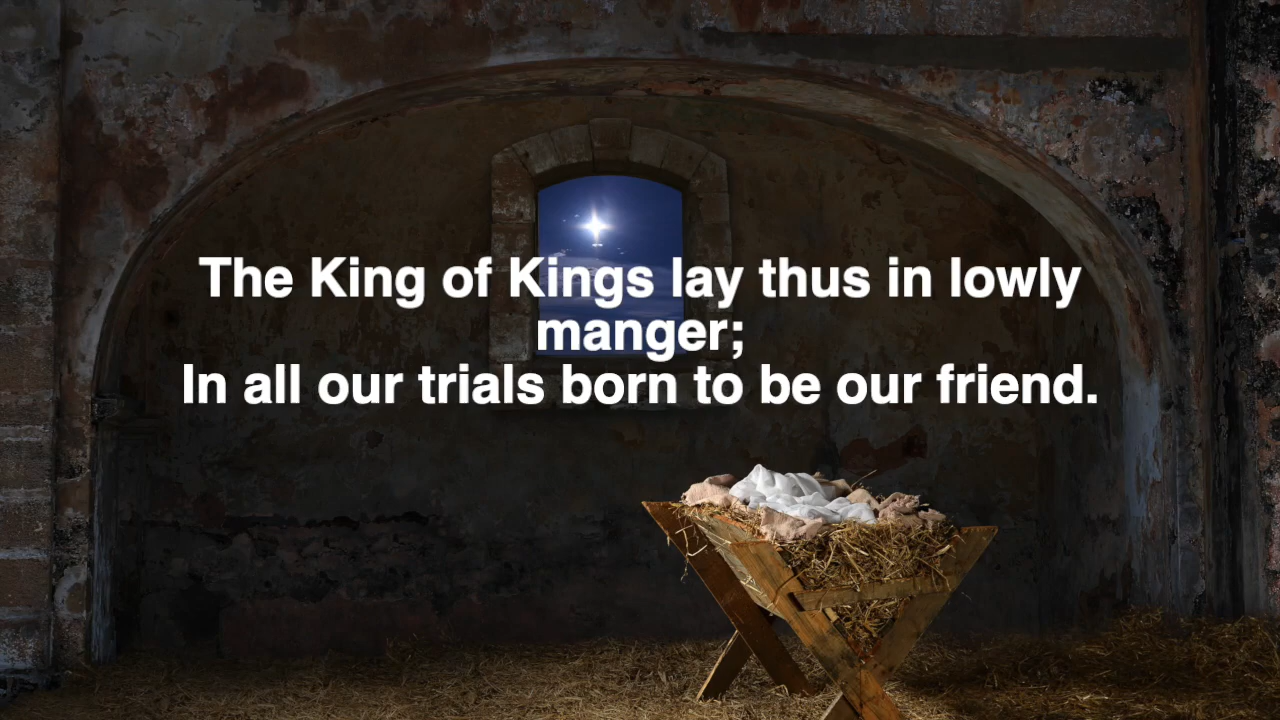 The King of Kings lay thus in lowly
manger;
In all our trials born to be our friend.